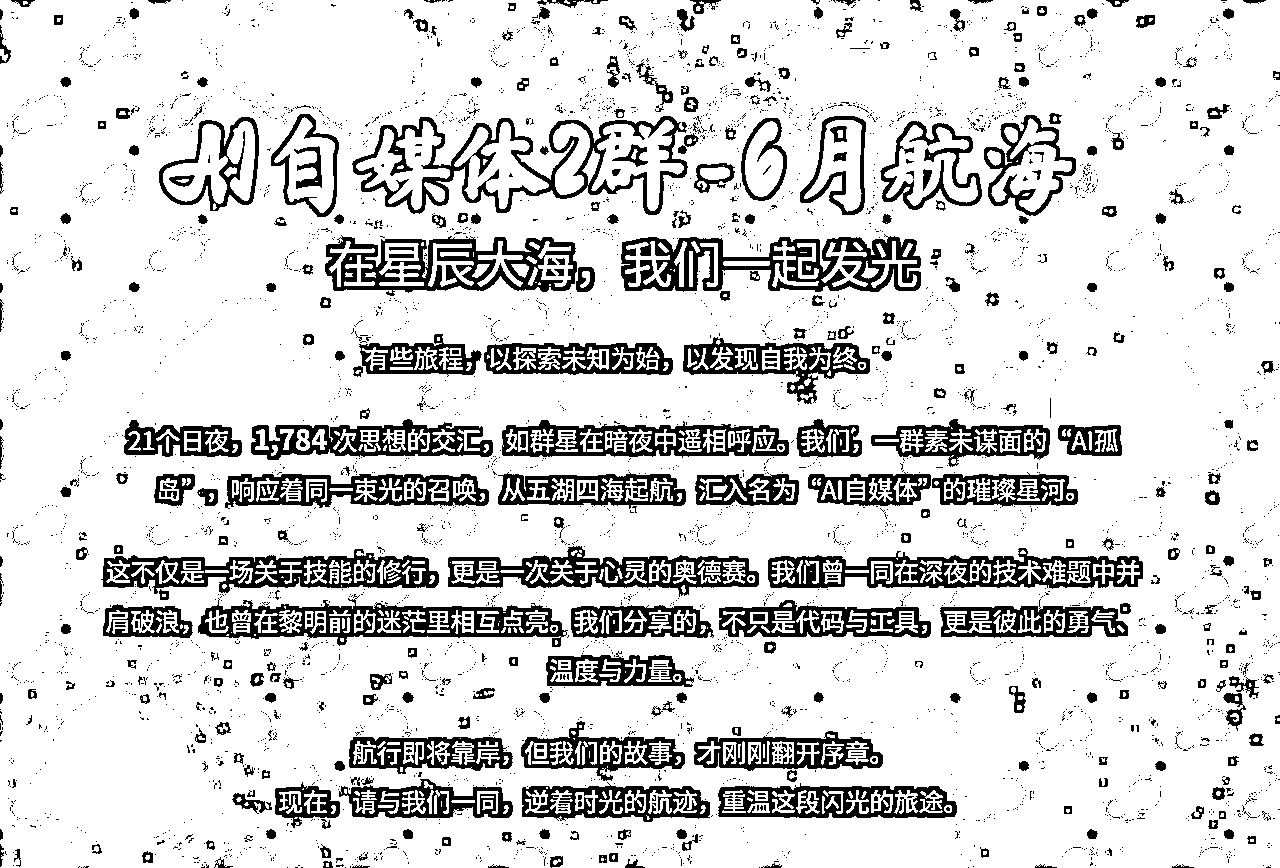 AI自媒体2群-6月航海
在星辰大海，我们一起发光
有些旅程，以探索未知为始，以发现自我为终。
21个日夜，1,784 次思想的交汇，如群星在暗夜中遥相呼应。我们，一群素未谋面的“AI孤
岛”，响应着同一束光的召唤，从五湖四海起航，汇入名为“AI自媒体”的璀璨星河。
这不仅是一场关于技能的修行，更是一次关于心灵的奥德赛。我们曾一同在深夜的技术难题中并
肩破浪，也曾在黎明前的迷茫里相互点亮。我们分享的，不只是代码与工具，更是彼此的勇气、
温度与力量。
航行即将靠岸，但我们的故事，才刚刚翻开序章。
现在，请与我们一同，逆着时光的航迹，重温这段闪光的旅途。